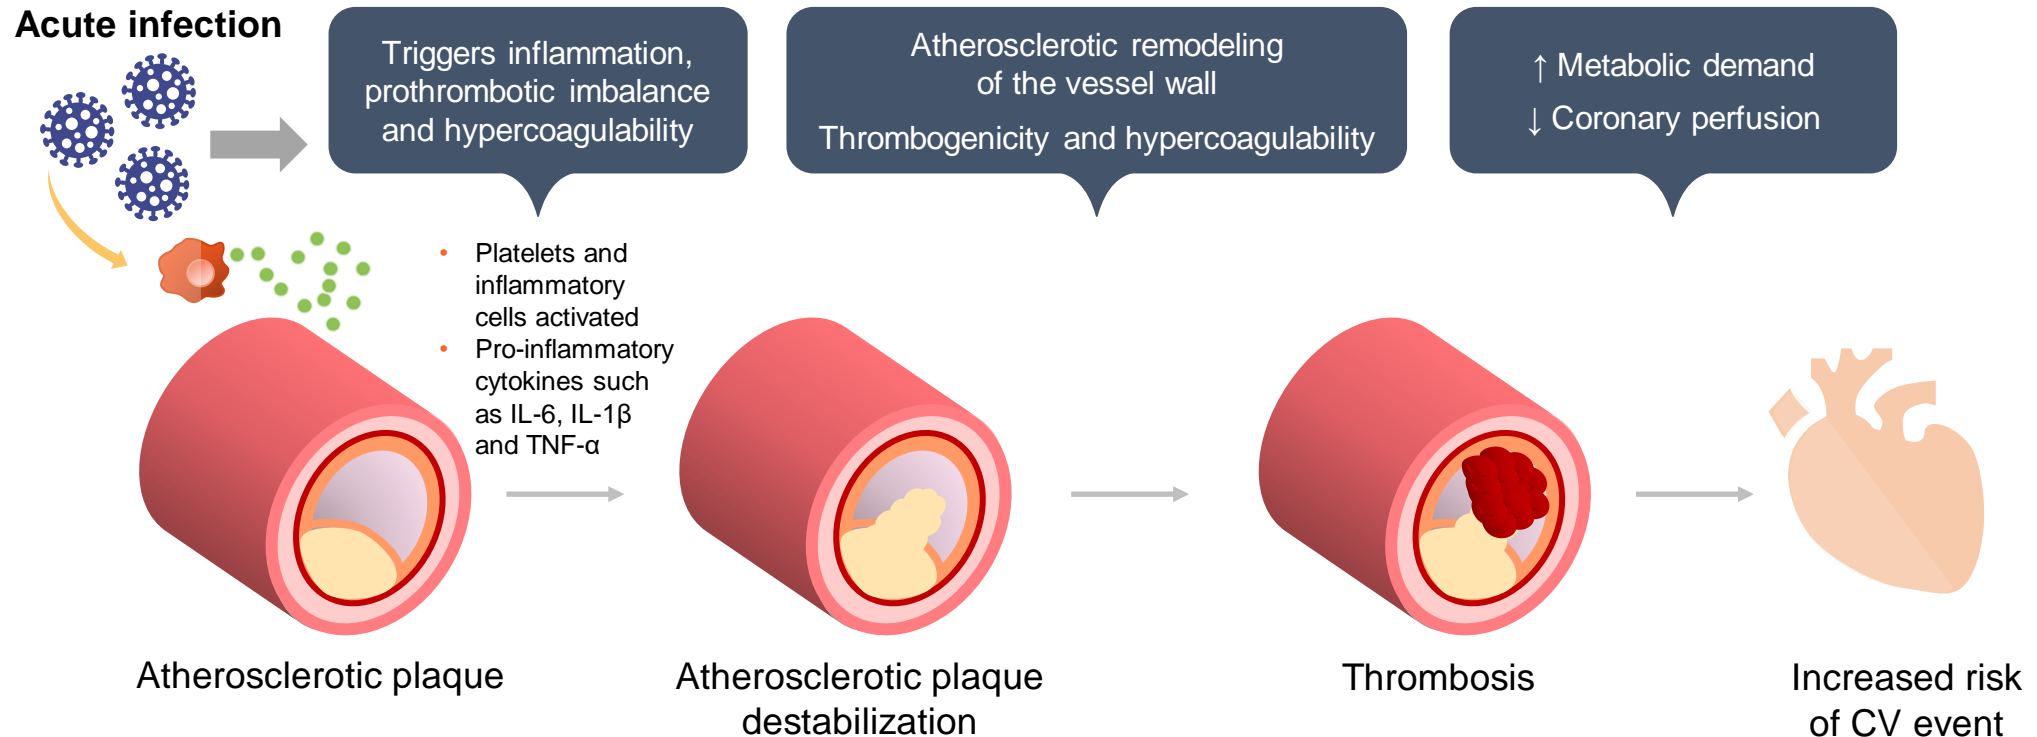 Acute infection
Triggers inflammation,
prothrombotic imbalance
and hypercoagulability
Atherosclerotic remodeling
of the vessel wall
Thrombogenicity and hypercoagulability
↑ Metabolic demand
↓ Coronary perfusion
• Platelets and
inflammatory
cells activated
• Pro-inflammatory
cytokines such
as IL-6, IL-1β
and TNF-α
Atherosclerotic plaque
Atherosclerotic plaque
destabilization
Thrombosis
Increased risk
of CV event